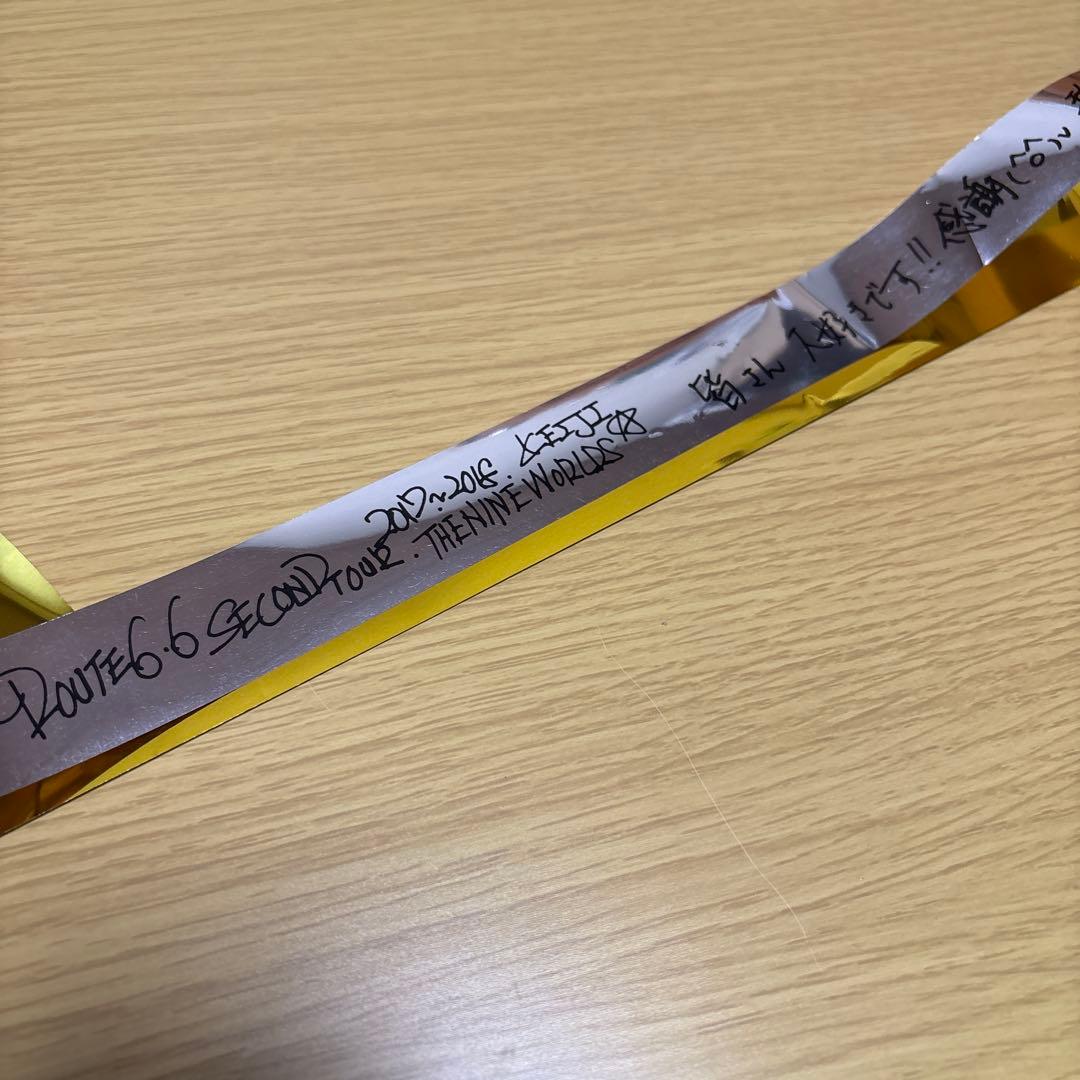 ROUTE6.6 SECOND TOUR. 2017~2018. KEIJI
THE NINE WORLDS☆
皆さん 大好きです!! 感謝(^o^)